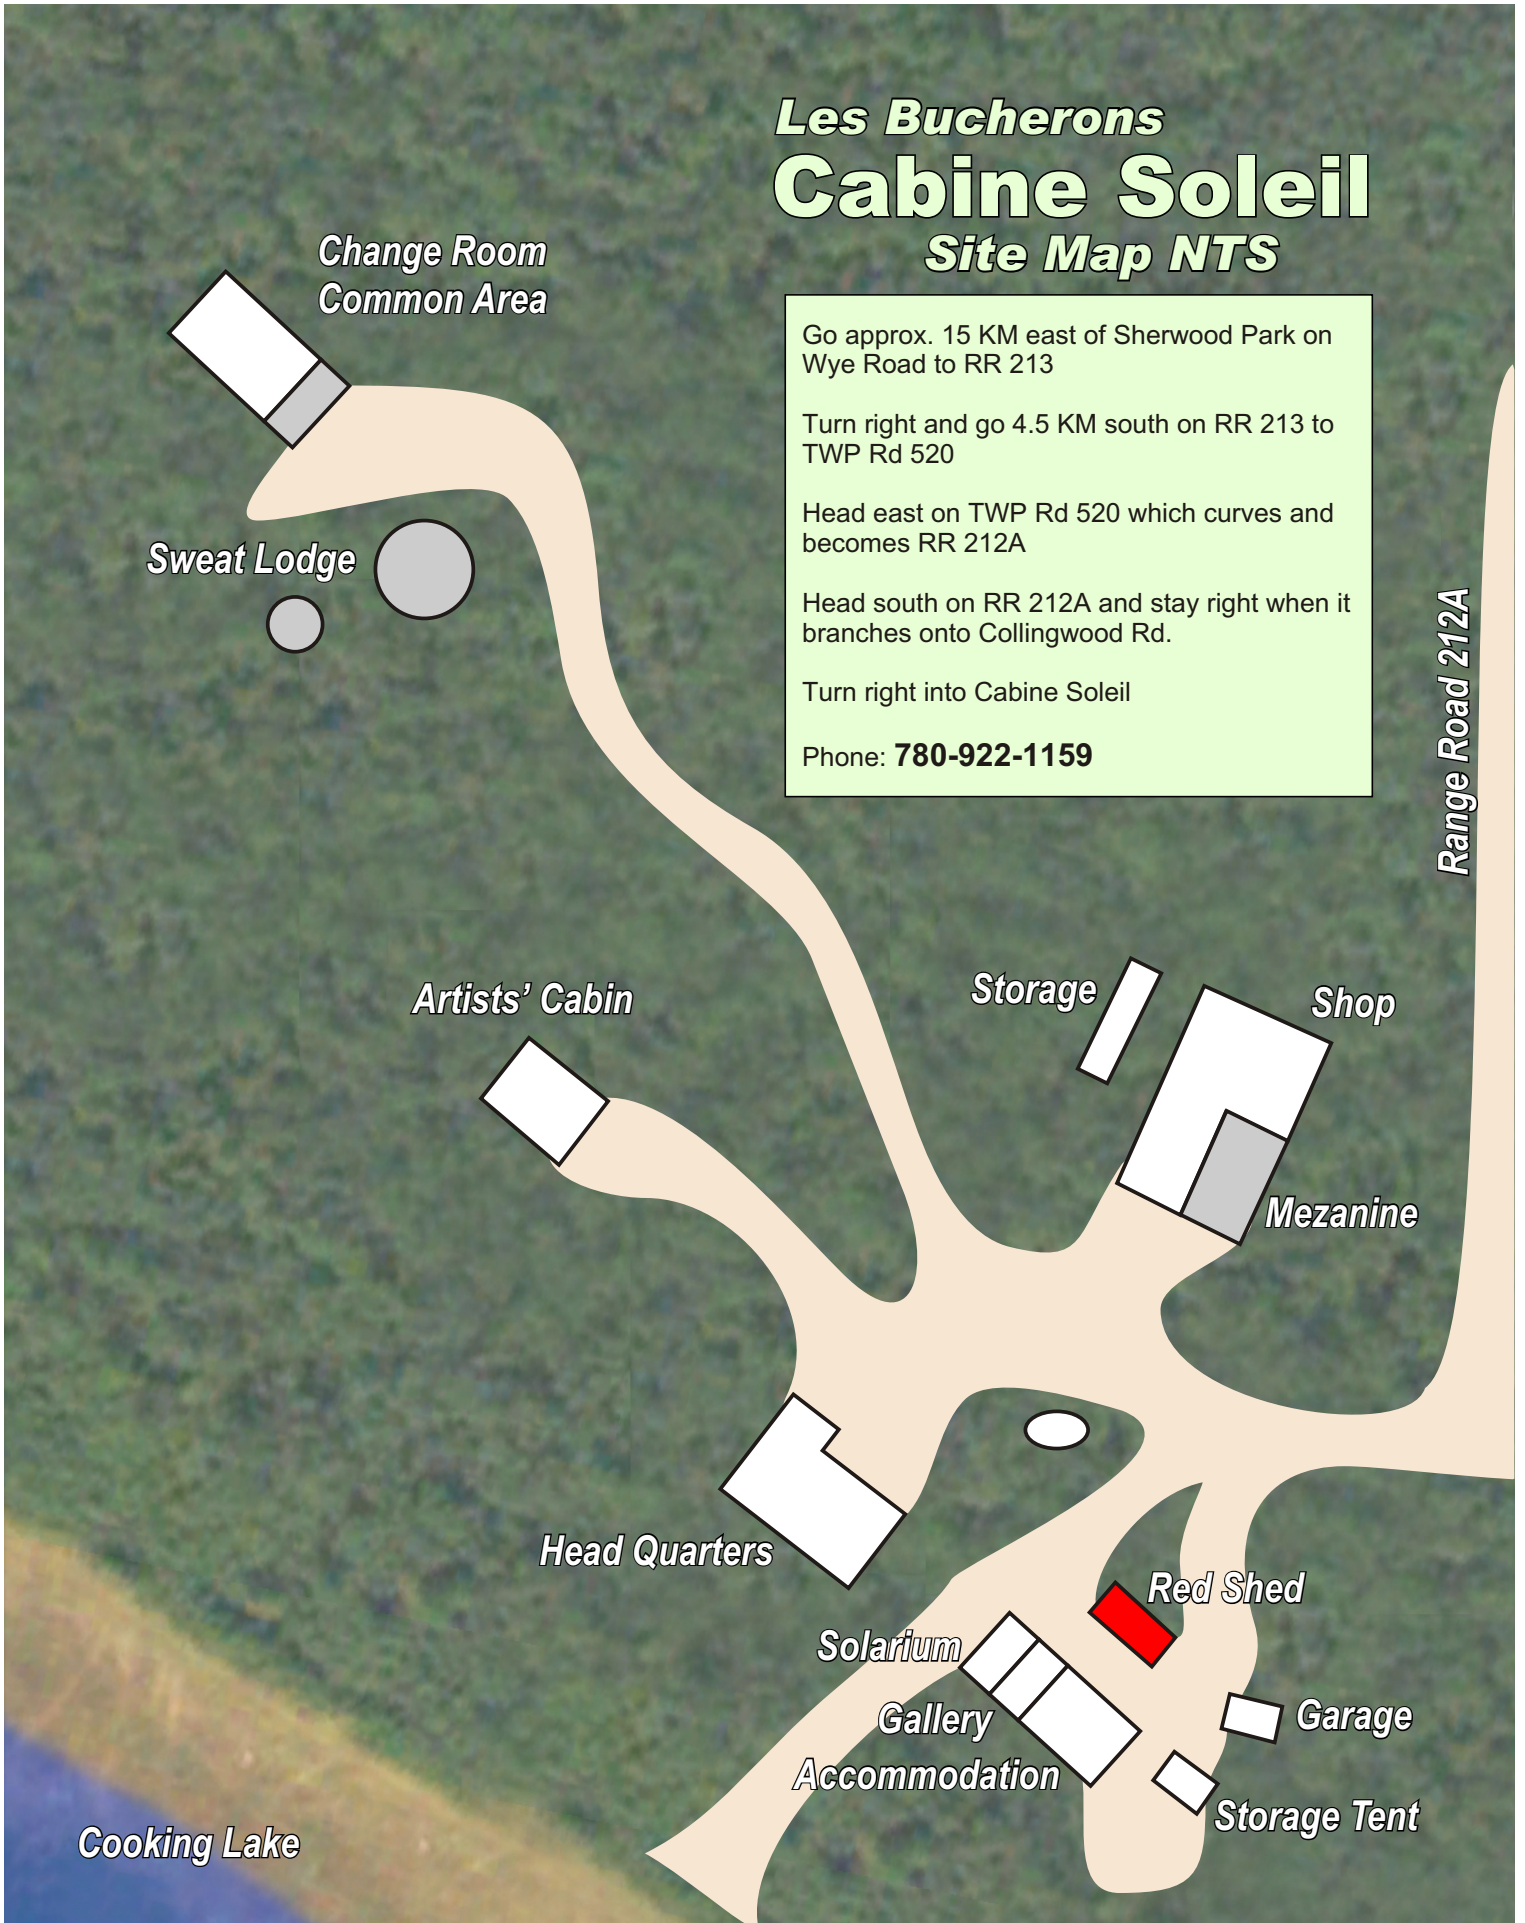 Les Bucherons
Cabine Soleil
Site Map NTS
Go approx. 15 KM east of Sherwood Park on
Wye Road to RR 213
Turn right and go 4.5 KM south on RR 213 to
TWP Rd 520
Head east on TWP Rd 520 which curves and
becomes RR 212A
Head south on RR 212A and stay right when it
branches onto Collingwood Rd.
Turn right into Cabine Soleil
Phone: 780-922-1159
Change Room
Common Area
Sweat Lodge
Range Road 212A
Artists’ Cabin
Storage
Shop
Mezanine
Head Quarters
Red Shed
Solarium
Gallery
Accommodation
Garage
Storage Tent
Cooking Lake